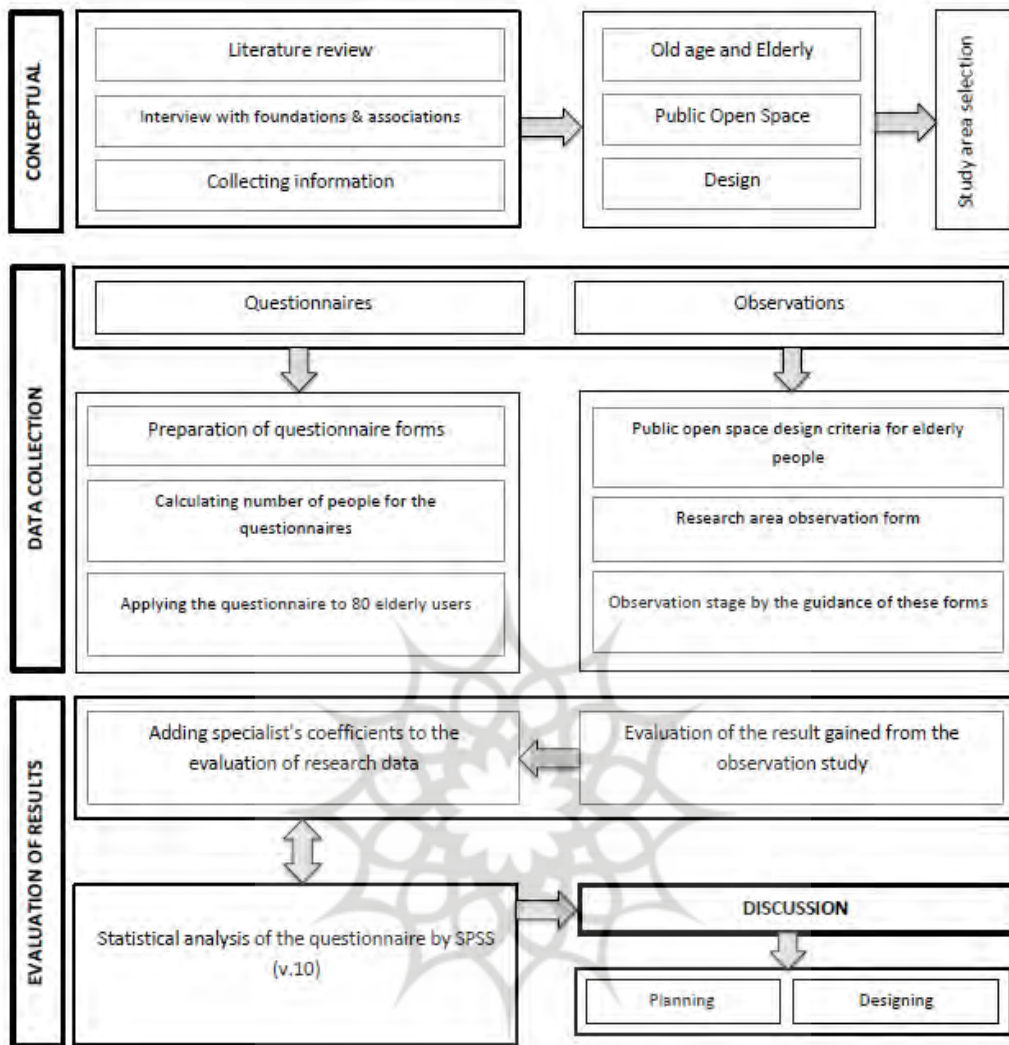 CONCEPTUAL
Literature review
Interview with foundations & associations
Collecting information
Old age and Elderly
Public Open Space
Design
Study area selection
DATA COLLECTION
Questionnaires
Observations
Preparation of questionnaire forms
Calculating number of people for the
questionnaires
Applying the questionnaire to 80 elderly users
Public open space design criteria for elderly
people
Research area observation form
Observation stage by the guidance of these forms
EVALUATION OF RESULTS
Adding specialist's coefficients to the
evaluation of research data
Evaluation of the result gained from the
observation study
Statistical analysis of the questionnaire by SPSS
(v.10)
DISCUSSION
Planning
Designing